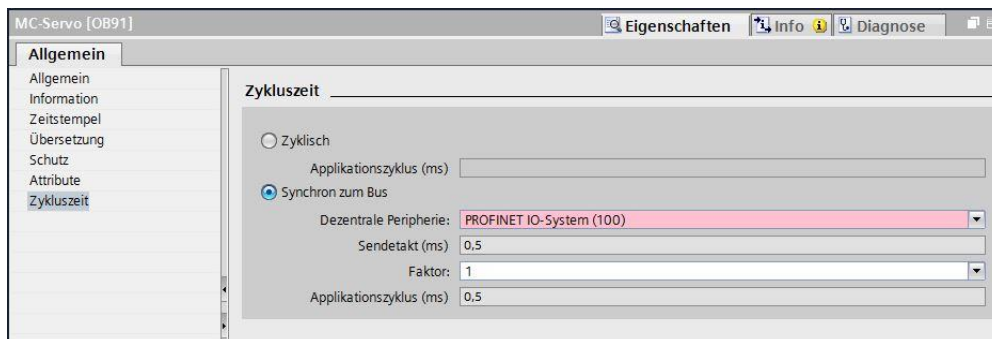 MC-Servo [OB91]
Eigenschaften
Info
Diagnose
Allgemein
Allgemein
Information
Zeitstempel
Übersetzung
Schutz
Attribute
Zykluszeit
Zykluszeit
Zyklisch
Applikationszyklus (ms)
Synchron zum Bus
Dezentrale Peripherie: PROFINET IO-System (100)
Sendetakt (ms) 0,5
Faktor: 1
Applikationszyklus (ms) 0,5